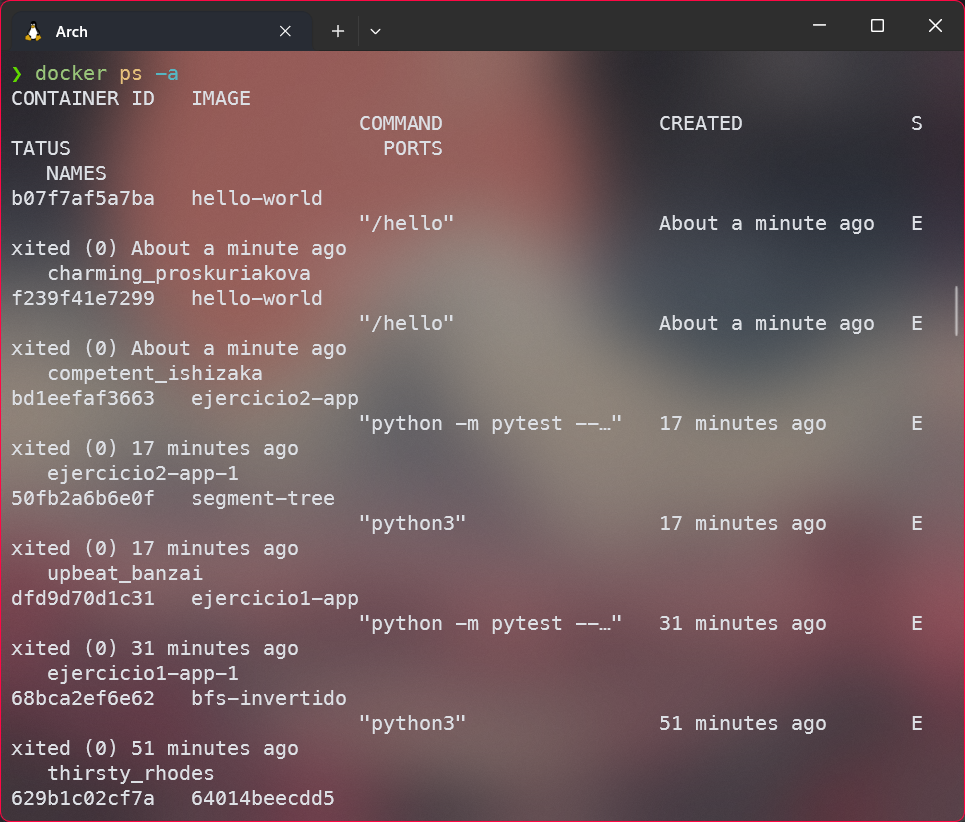 Arch
❯ docker ps -a
CONTAINER ID   IMAGE
                             COMMAND                  CREATED              S
TATUS                          PORTS
   NAMES
b07f7af5a7ba   hello-world
                             "/hello"                 About a minute ago   E
xited (0) About a minute ago
   charming_proskuriakova
f239f41e7299   hello-world
                             "/hello"                 About a minute ago   E
xited (0) About a minute ago
   competent_ishizaka
bd1eefaf3663   ejercicio2-app
                             "python -m pytest --…"   17 minutes ago       E
xited (0) 17 minutes ago
   ejercicio2-app-1
50fb2a6b6e0f   segment-tree
                             "python3"                17 minutes ago       E
xited (0) 17 minutes ago
   upbeat_banzai
dfd9d70d1c31   ejercicio1-app
                             "python -m pytest --…"   31 minutes ago       E
xited (0) 31 minutes ago
   ejercicio1-app-1
68bca2ef6e62   bfs-invertido
                             "python3"                51 minutes ago       E
xited (0) 51 minutes ago
   thirsty_rhodes
629b1c02cf7a   64014beecdd5